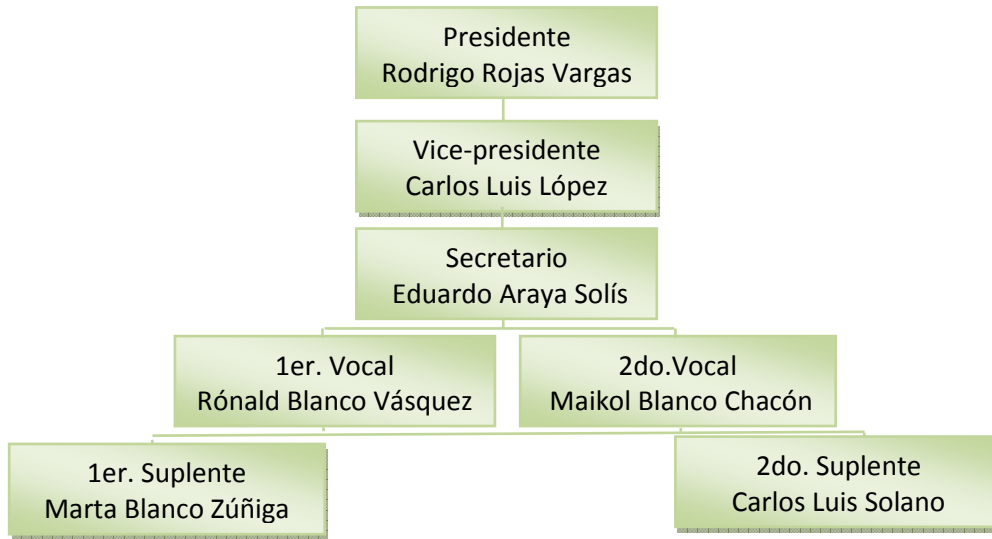 Presidente
Rodrigo Rojas Vargas
Vice-presidente
Carlos Luis López
Secretario
Eduardo Araya Solís
1er. Vocal
Rónald Blanco Vásquez
2do.Vocal
Maikol Blanco Chacón
1er. Suplente
Marta Blanco Zúñiga
2do. Suplente
Carlos Luis Solano